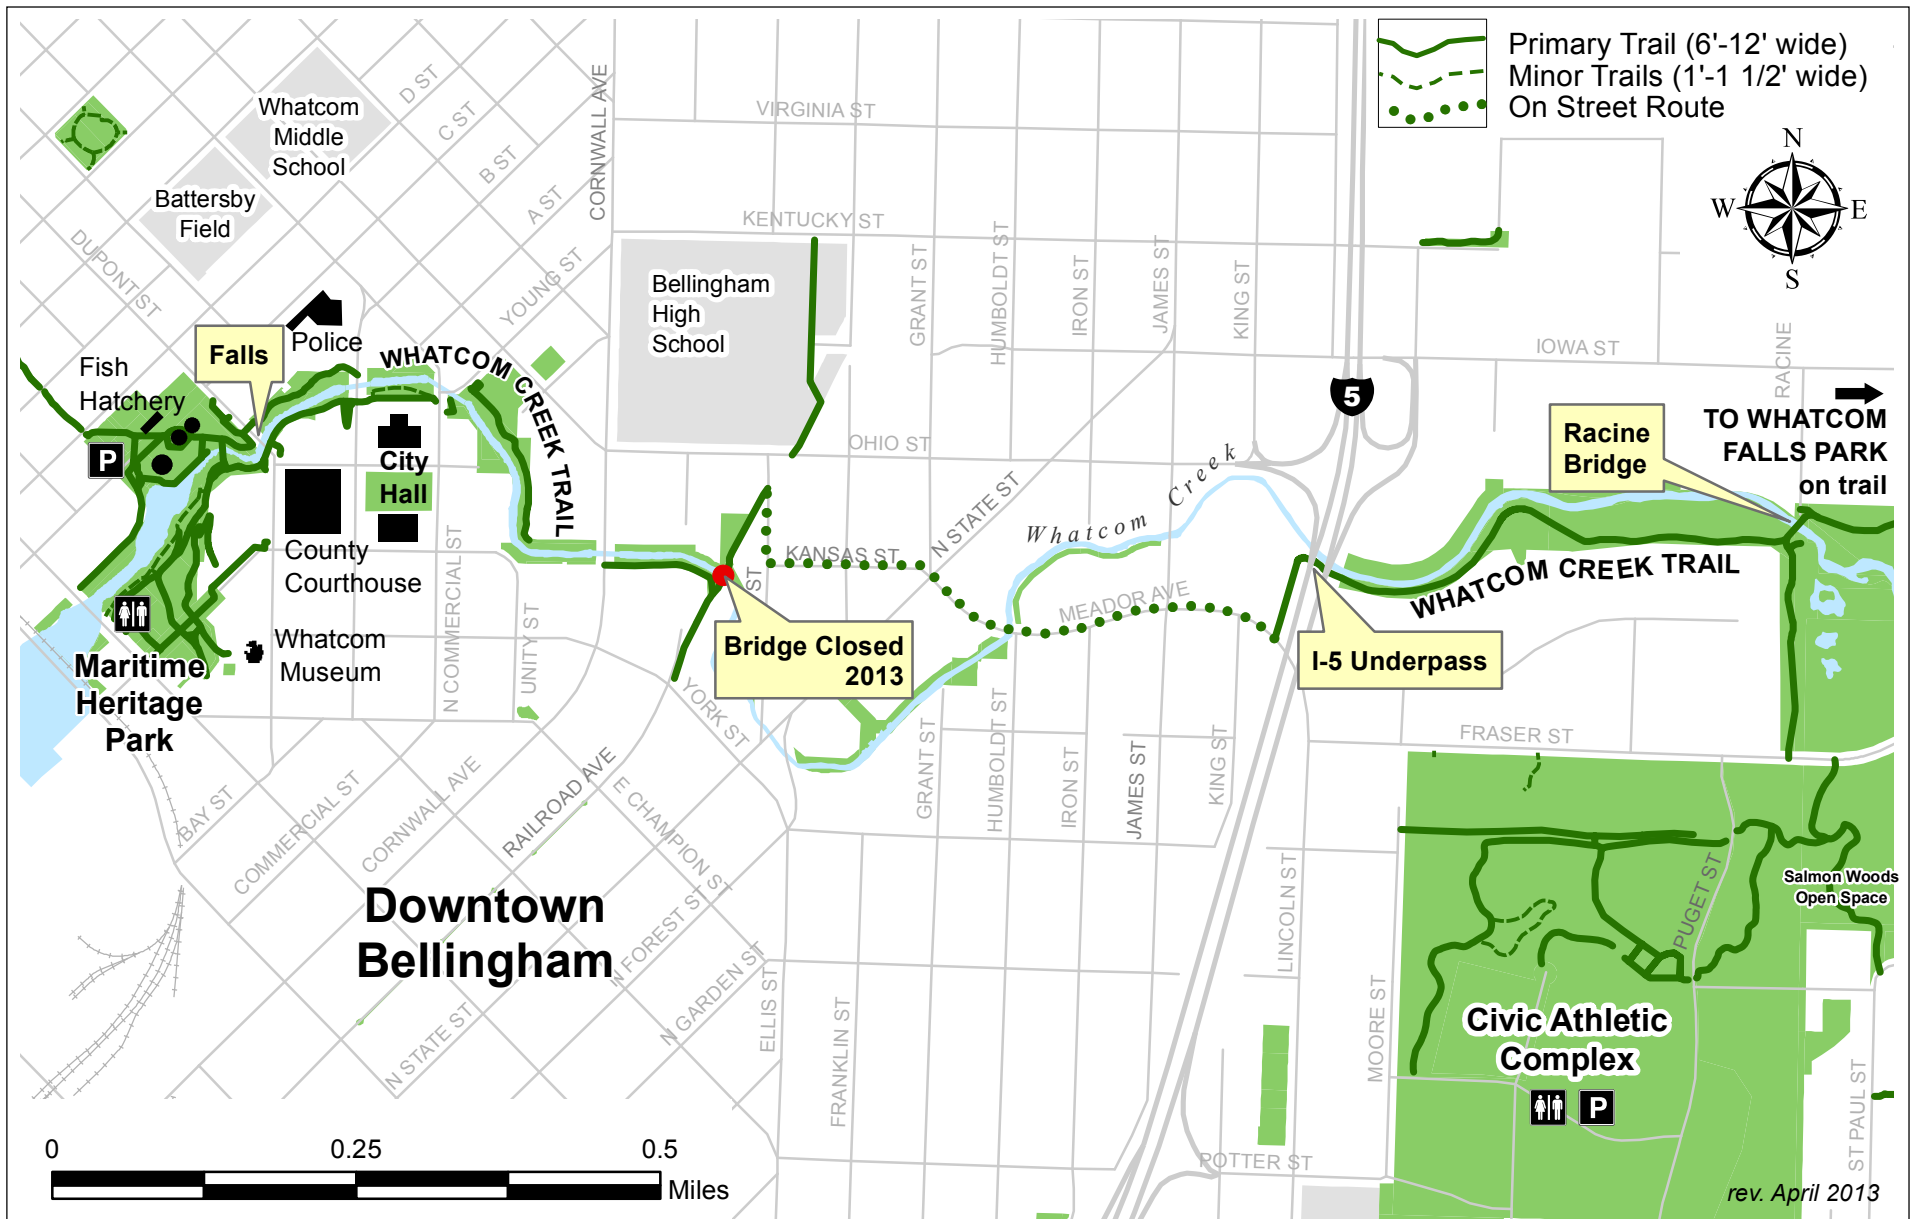 Primary Trail (6'-12' wide)
Minor Trails (1'-1 1/2' wide)
On Street Route
N
W
E
S
Whatcom
Middle
School
Battersby
Field
D ST
C ST
B ST
A ST
YOUNG ST
DUPONT ST
CORNWALL AVE
VIRGINIA ST
KENTUCKY ST
Bellingham
High
School
GRANT ST
HUMBOLDT ST
IRON ST
JAMES ST
KING ST
IOWA ST
RACINE
5
Falls
Police
Fish
Hatchery
P
WHATCOM CREEK TRAIL
City
Hall
County
Courthouse
Whatcom
Museum
Maritime
Heritage
Park
N COMMERCIAL ST
UNITY ST
OHIO ST
N STATE ST
Whatcom Creek
KANSAS ST
ST
MEADOR AVE
Bridge Closed
2013
I-5 Underpass
Racine
Bridge
TO WHATCOM
FALLS PARK
on trail
WHATCOM CREEK TRAIL
YORK ST
FRASER ST
GRANT ST
HUMBOLDT ST
IRON ST
JAMES ST
KING ST
BAY ST
COMMERCIAL ST
CORNWALL AVE
RAILROAD AVE
E CHAMPION ST
N FOREST ST
N GARDEN ST
N STATE ST
Downtown
Bellingham
ELLIS ST
FRANKLIN ST
LINCOLN ST
MOORE ST
PUGET ST
Salmon Woods
Open Space
Civic Athletic
Complex
P
POTTER ST
ST PAUL ST
0
0.25
0.5
Miles
rev. April 2013